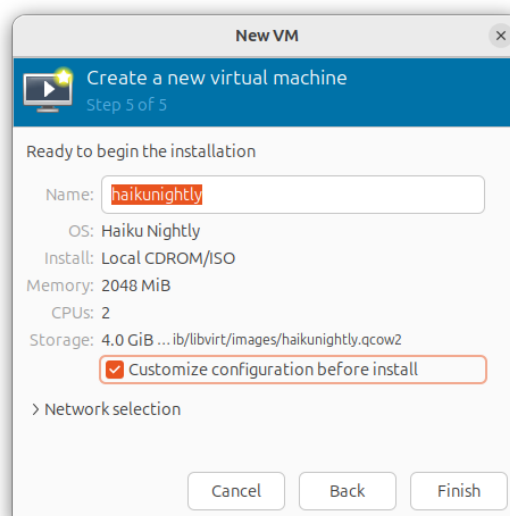 New VM
Create a new virtual machine
Step 5 of 5
Ready to begin the installation
Name: haikunightly
OS: Haiku Nightly
Install: Local CDROM/ISO
Memory: 2048 MiB
CPUs: 2
Storage: 4.0 GiB ... ib/libvirt/images/haikunightly.qcow2
Customize configuration before install
Network selection
Cancel Back Finish